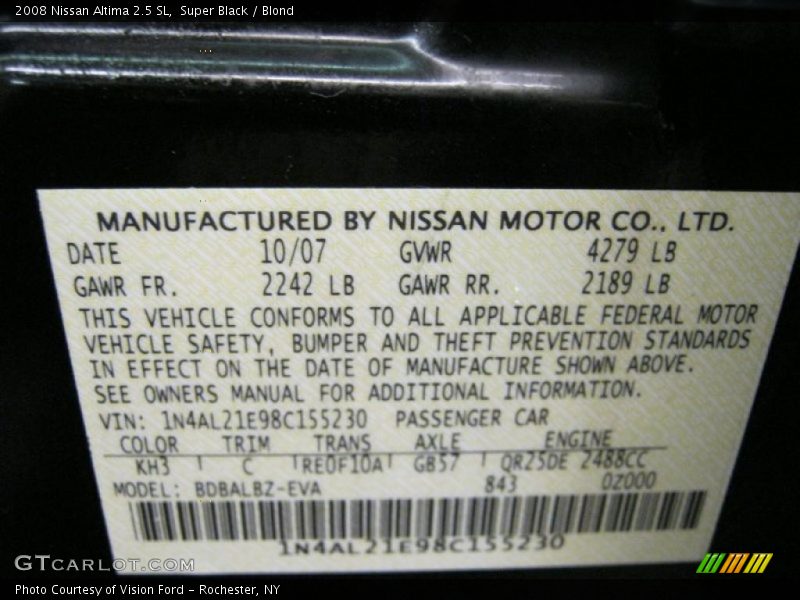 2008 Nissan Altima 2.5 SL,  Super Black / Blond
MANUFACTURED BY NISSAN MOTOR CO., LTD.
DATE 10/07 GVWR 4279 LB
GAWR FR. 2242 LB GAWR RR. 2189 LB
THIS VEHICLE CONFORMS TO ALL APPLICABLE FEDERAL MOTOR
VEHICLE SAFETY, BUMPER AND THEFT PREVENTION STANDARDS
IN EFFECT ON THE DATE OF MANUFACTURE SHOWN ABOVE.
SEE OWNERS MANUAL FOR ADDITIONAL INFORMATION.
VIN: 1N4AL21E98C155230 PASSENGER CAR
COLOR TRIM TRANS AXLE ENGINE
KH3 C RE0F10A GB57 QR25DE 2488CC
MODEL: BDBALBZ-EVA 843 0Z000
1N4AL21E98C155230
GTCARLOT.COM
Photo Courtesy of Vision Ford – Rochester, NY